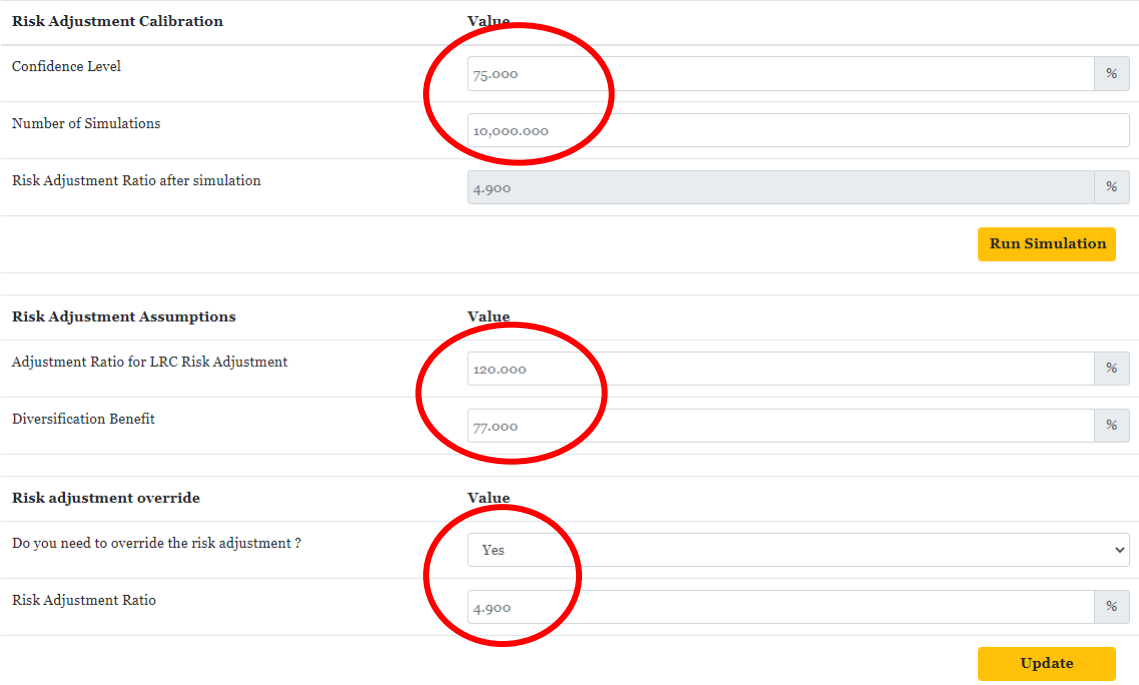 Risk Adjustment Calibration Value
Confidence Level 75.000 %
Number of Simulations 10,000.000
Risk Adjustment Ratio after simulation 4.900 %
Run Simulation
Risk Adjustment Assumptions Value
Adjustment Ratio for LRC Risk Adjustment 120.000 %
Diversification Benefit 77.000 %
Risk adjustment override Value
Do you need to override the risk adjustment ? Yes
Risk Adjustment Ratio 4.900 %
Update